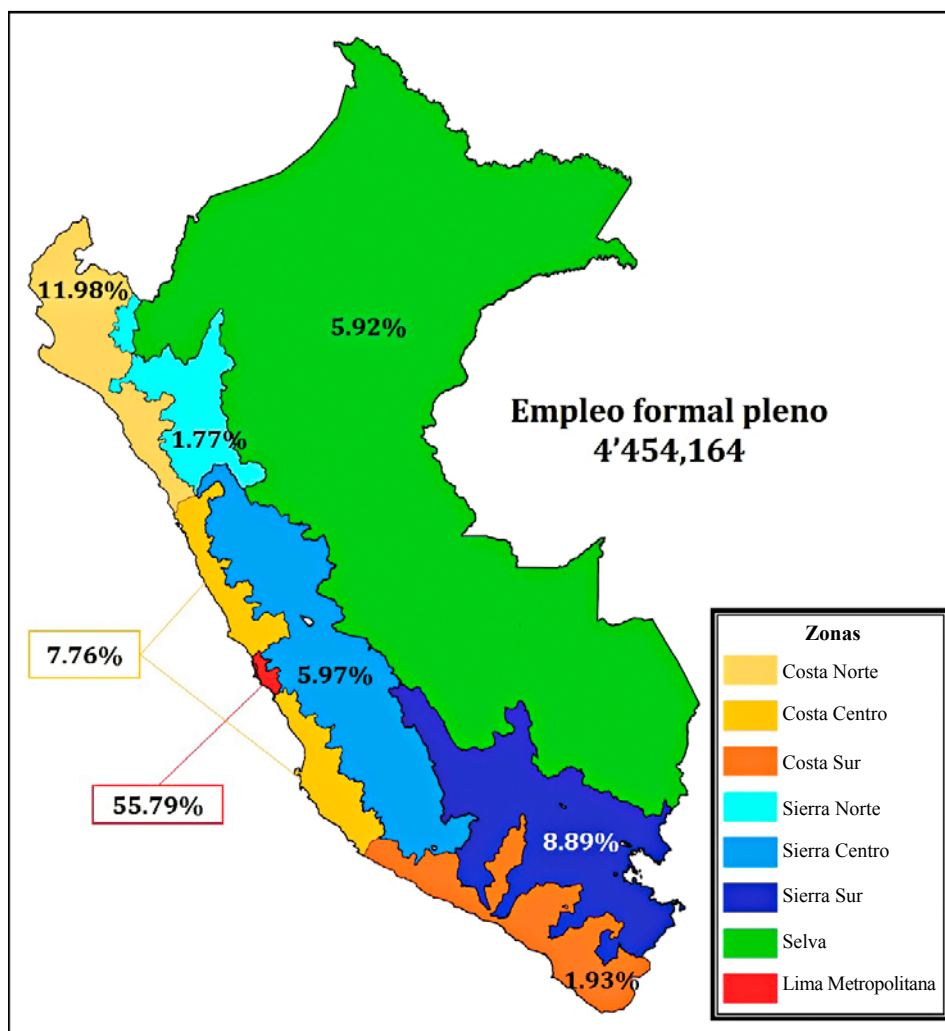 11.98%
5.92%
Empleo formal pleno
4'454,164
1.77%
7.76%
5.97%
55.79%
8.89%
1.93%
Zonas
Costa Norte
Costa Centro
Costa Sur
Sierra Norte
Sierra Centro
Sierra Sur
Selva
Lima Metropolitana